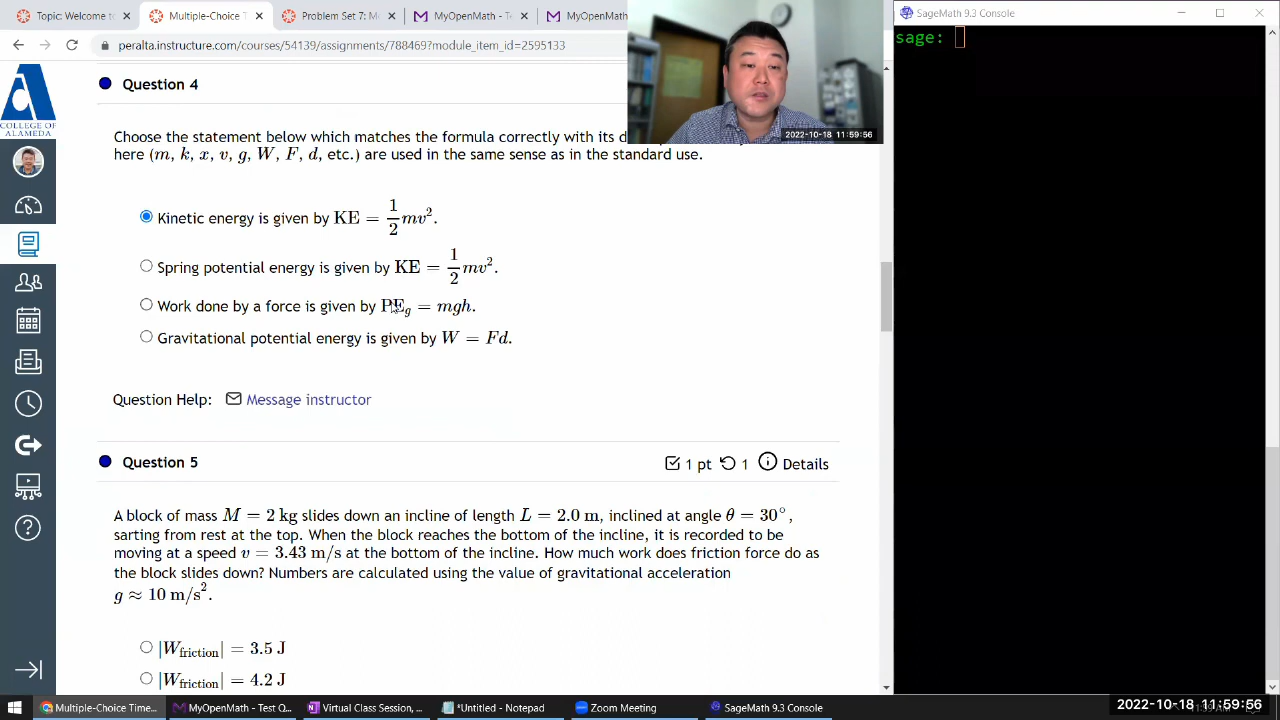 Topic Welcome t
Multiple-Choice
Problem Set 7
MyOpenMath
MyOpenMath
SageMath 9.3 Console
peralta.instru
ourses/54139/assignments/788469?module_item_id=2595133
sage:
COLLEGE OF
ALAMEDA
Question 4
2022-10-18 11:59:56
Choose the statement below which matches the formula correctly with its d
here (m, k, x, v, g, W, F, d, etc.) are used in the same sense as in the standard use.
Kinetic energy is given by KE = 1/2 mv².
Spring potential energy is given by KE = 1/2 mv².
Work done by a force is given by PE_g = mgh.
Gravitational potential energy is given by W = Fd.
Question Help: Message instructor
Question 5
1 pt 1 Details
A block of mass M = 2 kg slides down an incline of length L = 2.0 m, inclined at angle θ = 30°,
sarting from rest at the top. When the block reaches the bottom of the incline, it is recorded to be
moving at a speed v = 3.43 m/s at the bottom of the incline. How much work does friction force do as
the block slides down? Numbers are calculated using the value of gravitational acceleration
g ≈ 10 m/s².
|W_friction| = 3.5 J
|W_friction| = 4.2 J
Multiple-Choice Time...
MyOpenMath - Test Q...
Virtual Class Session, ...
*Untitled - Notepad
Zoom Meeting
SageMath 9.3 Console
2022-10-18 11:59:56